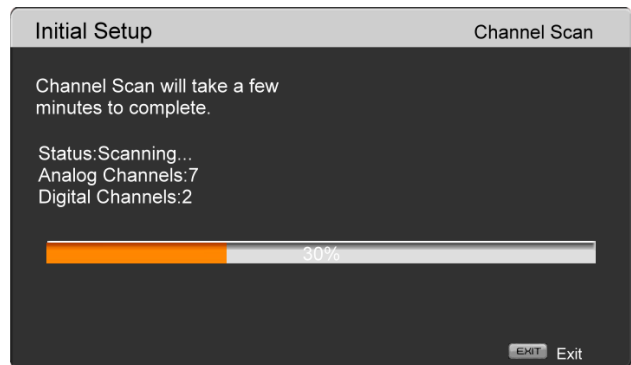 Initial Setup
Channel Scan
Channel Scan will take a few
minutes to complete.
Status:Scanning...
Analog Channels:7
Digital Channels:2
30%
EXIT Exit